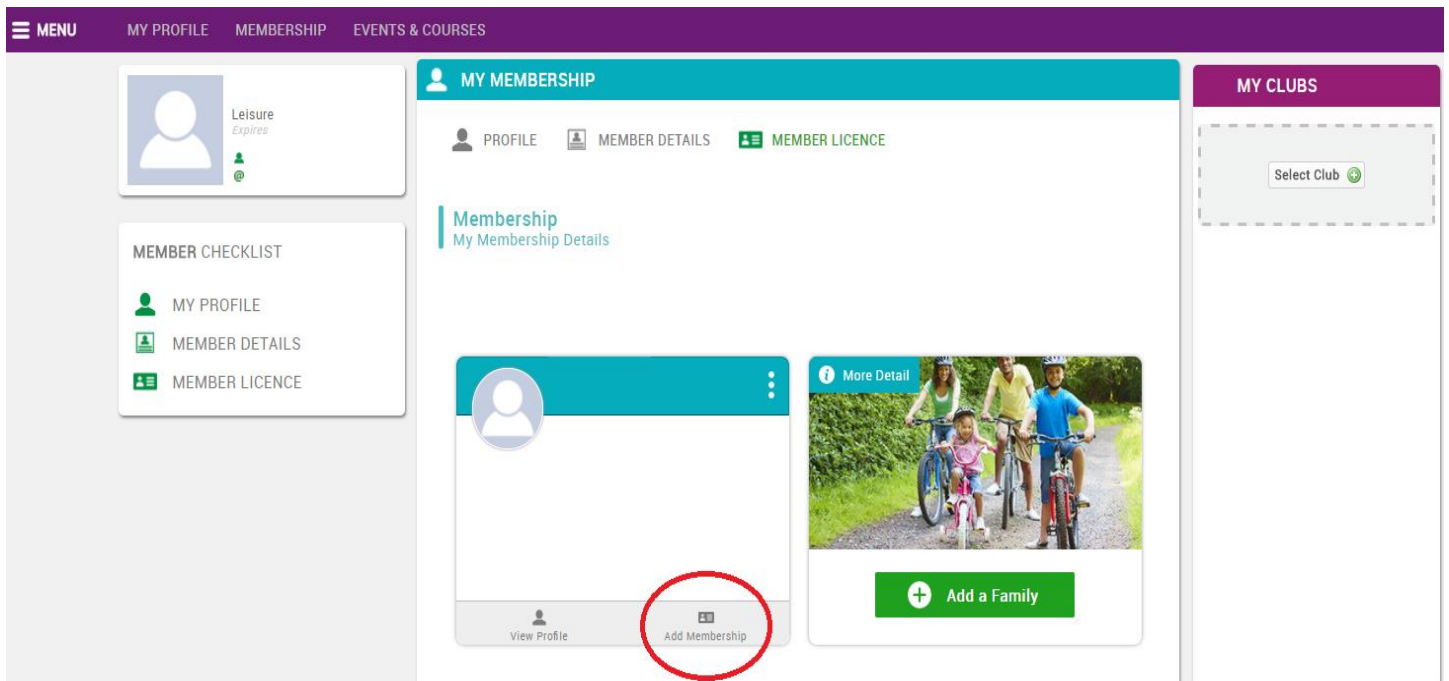 MENU
MY PROFILE
MEMBERSHIP
EVENTS & COURSES
Leisure
Expires
@
MEMBER CHECKLIST
MY PROFILE
MEMBER DETAILS
MEMBER LICENCE
MY MEMBERSHIP
PROFILE
MEMBER DETAILS
MEMBER LICENCE
Membership
My Membership Details
View Profile
Add Membership
i More Detail
+ Add a Family
MY CLUBS
Select Club